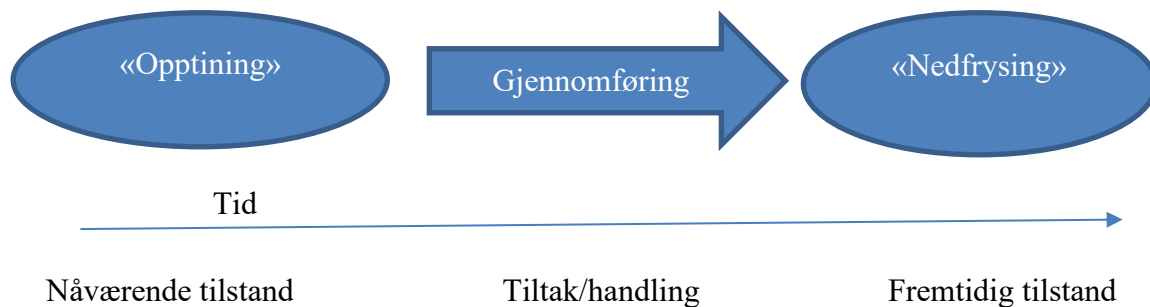 «Opptining»
Gjennomføring
«Nedfrysing»
Tid
Nåværende tilstand
Tiltak/handling
Fremtidig tilstand